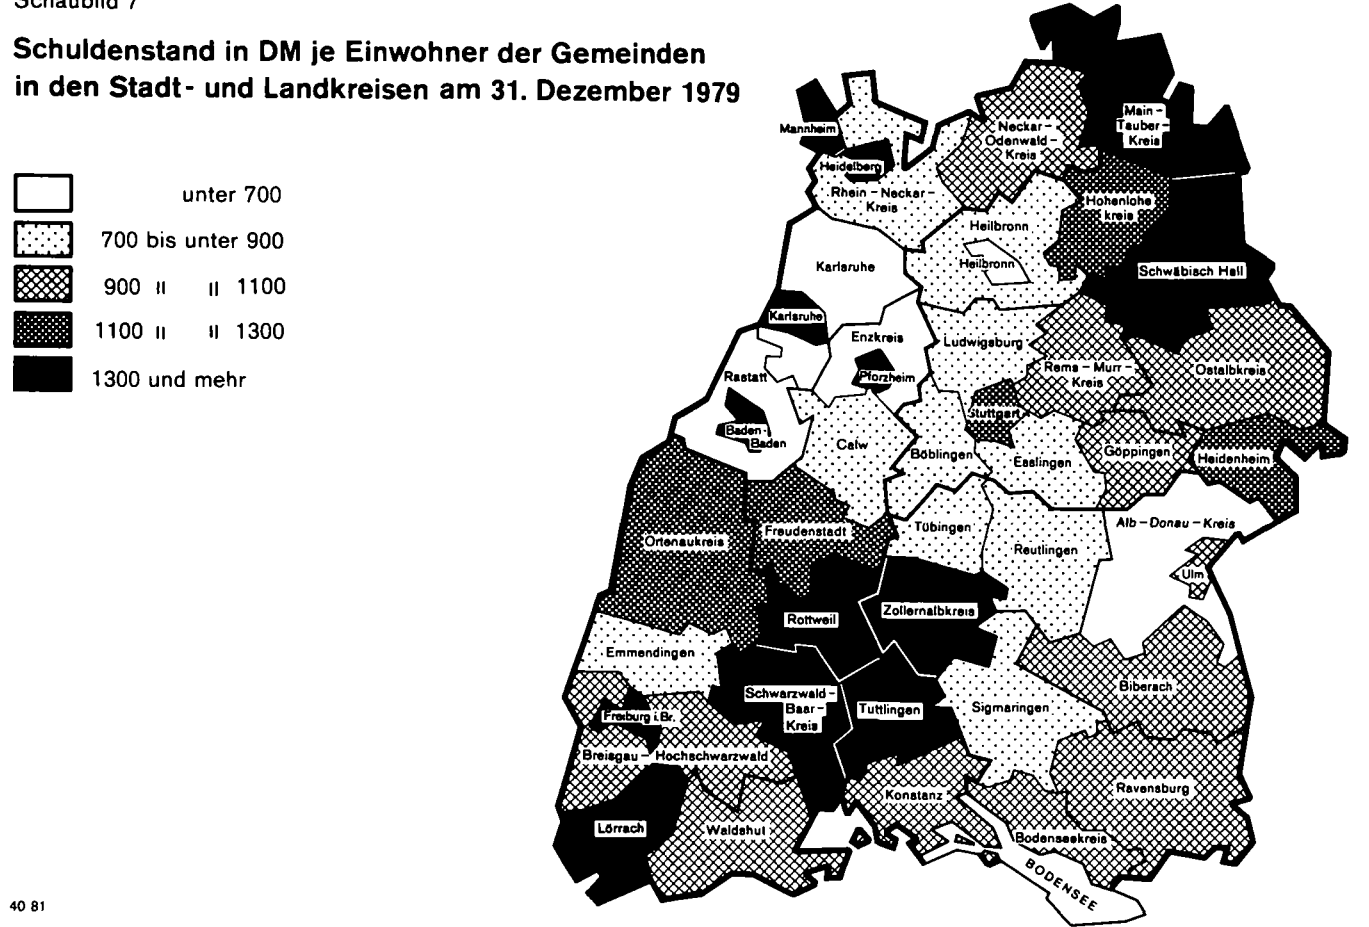 Schaubild 7
Schuldenstand in DM je Einwohner der Gemeinden
in den Stadt- und Landkreisen am 31. Dezember 1979
unter 700
700 bis unter 900
900 〃 〃 1100
1100 〃 〃 1300
1300 und mehr
Main-
Tauber-
Kreis
Mannheim
Neckar-
Odenwald-
Kreis
Heidelberg
Rhein-Neckar-
Kreis
Hohenlohe
kreis
Heilbronn
Heilbronn
Karlsruhe
Schwäbisch Hall
Karlsruhe
Enzkreis
Ludwigsburg
Rems-Murr-
Kreis
Ostalbkreis
Rastatt
Pforzheim
Stuttgart
Baden-
Baden
Calw
Böblingen
Esslingen
Göppingen
Heidenheim
Ortenaukreis
Freudenstadt
Tübingen
Reutlingen
Alb-Donau-Kreis
Ulm
Rottweil
Zollernalbkreis
Emmendingen
Schwarzwald-
Baar-
Kreis
Tuttlingen
Sigmaringen
Biberach
Freiburg i.Br.
Breisgau-Hochschwarzwald
Konstanz
Ravensburg
Lörrach
Waldshut
Bodenseekreis
BODENSEE
40 81